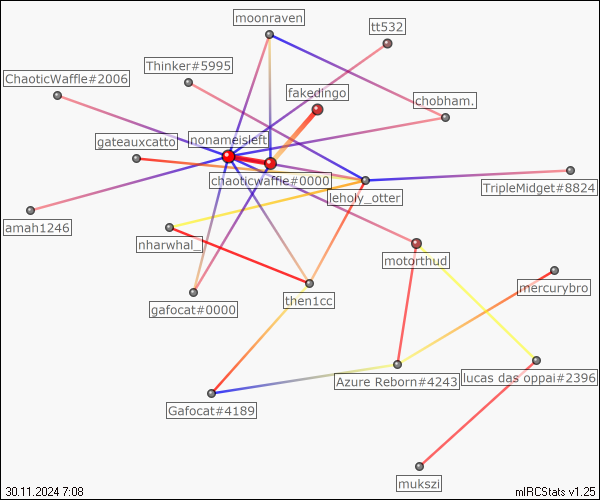 moonraven
tt532
Thinker#5995
ChaoticWaffle#2006
fakedIngo
chobham.
nonameisleft
gateauxcatto
chaoticwaffle#0000
TripleMidget#8824
leholy_otter
amah1246
nharwhal_
motorthud
mercurybro
then1cc
gafocat#0000
Azure Reborn#4243
lucas das oppai#2396
Gafocat#4189
mukszi
30.11.2024 7:08
mIRCStats v1.25